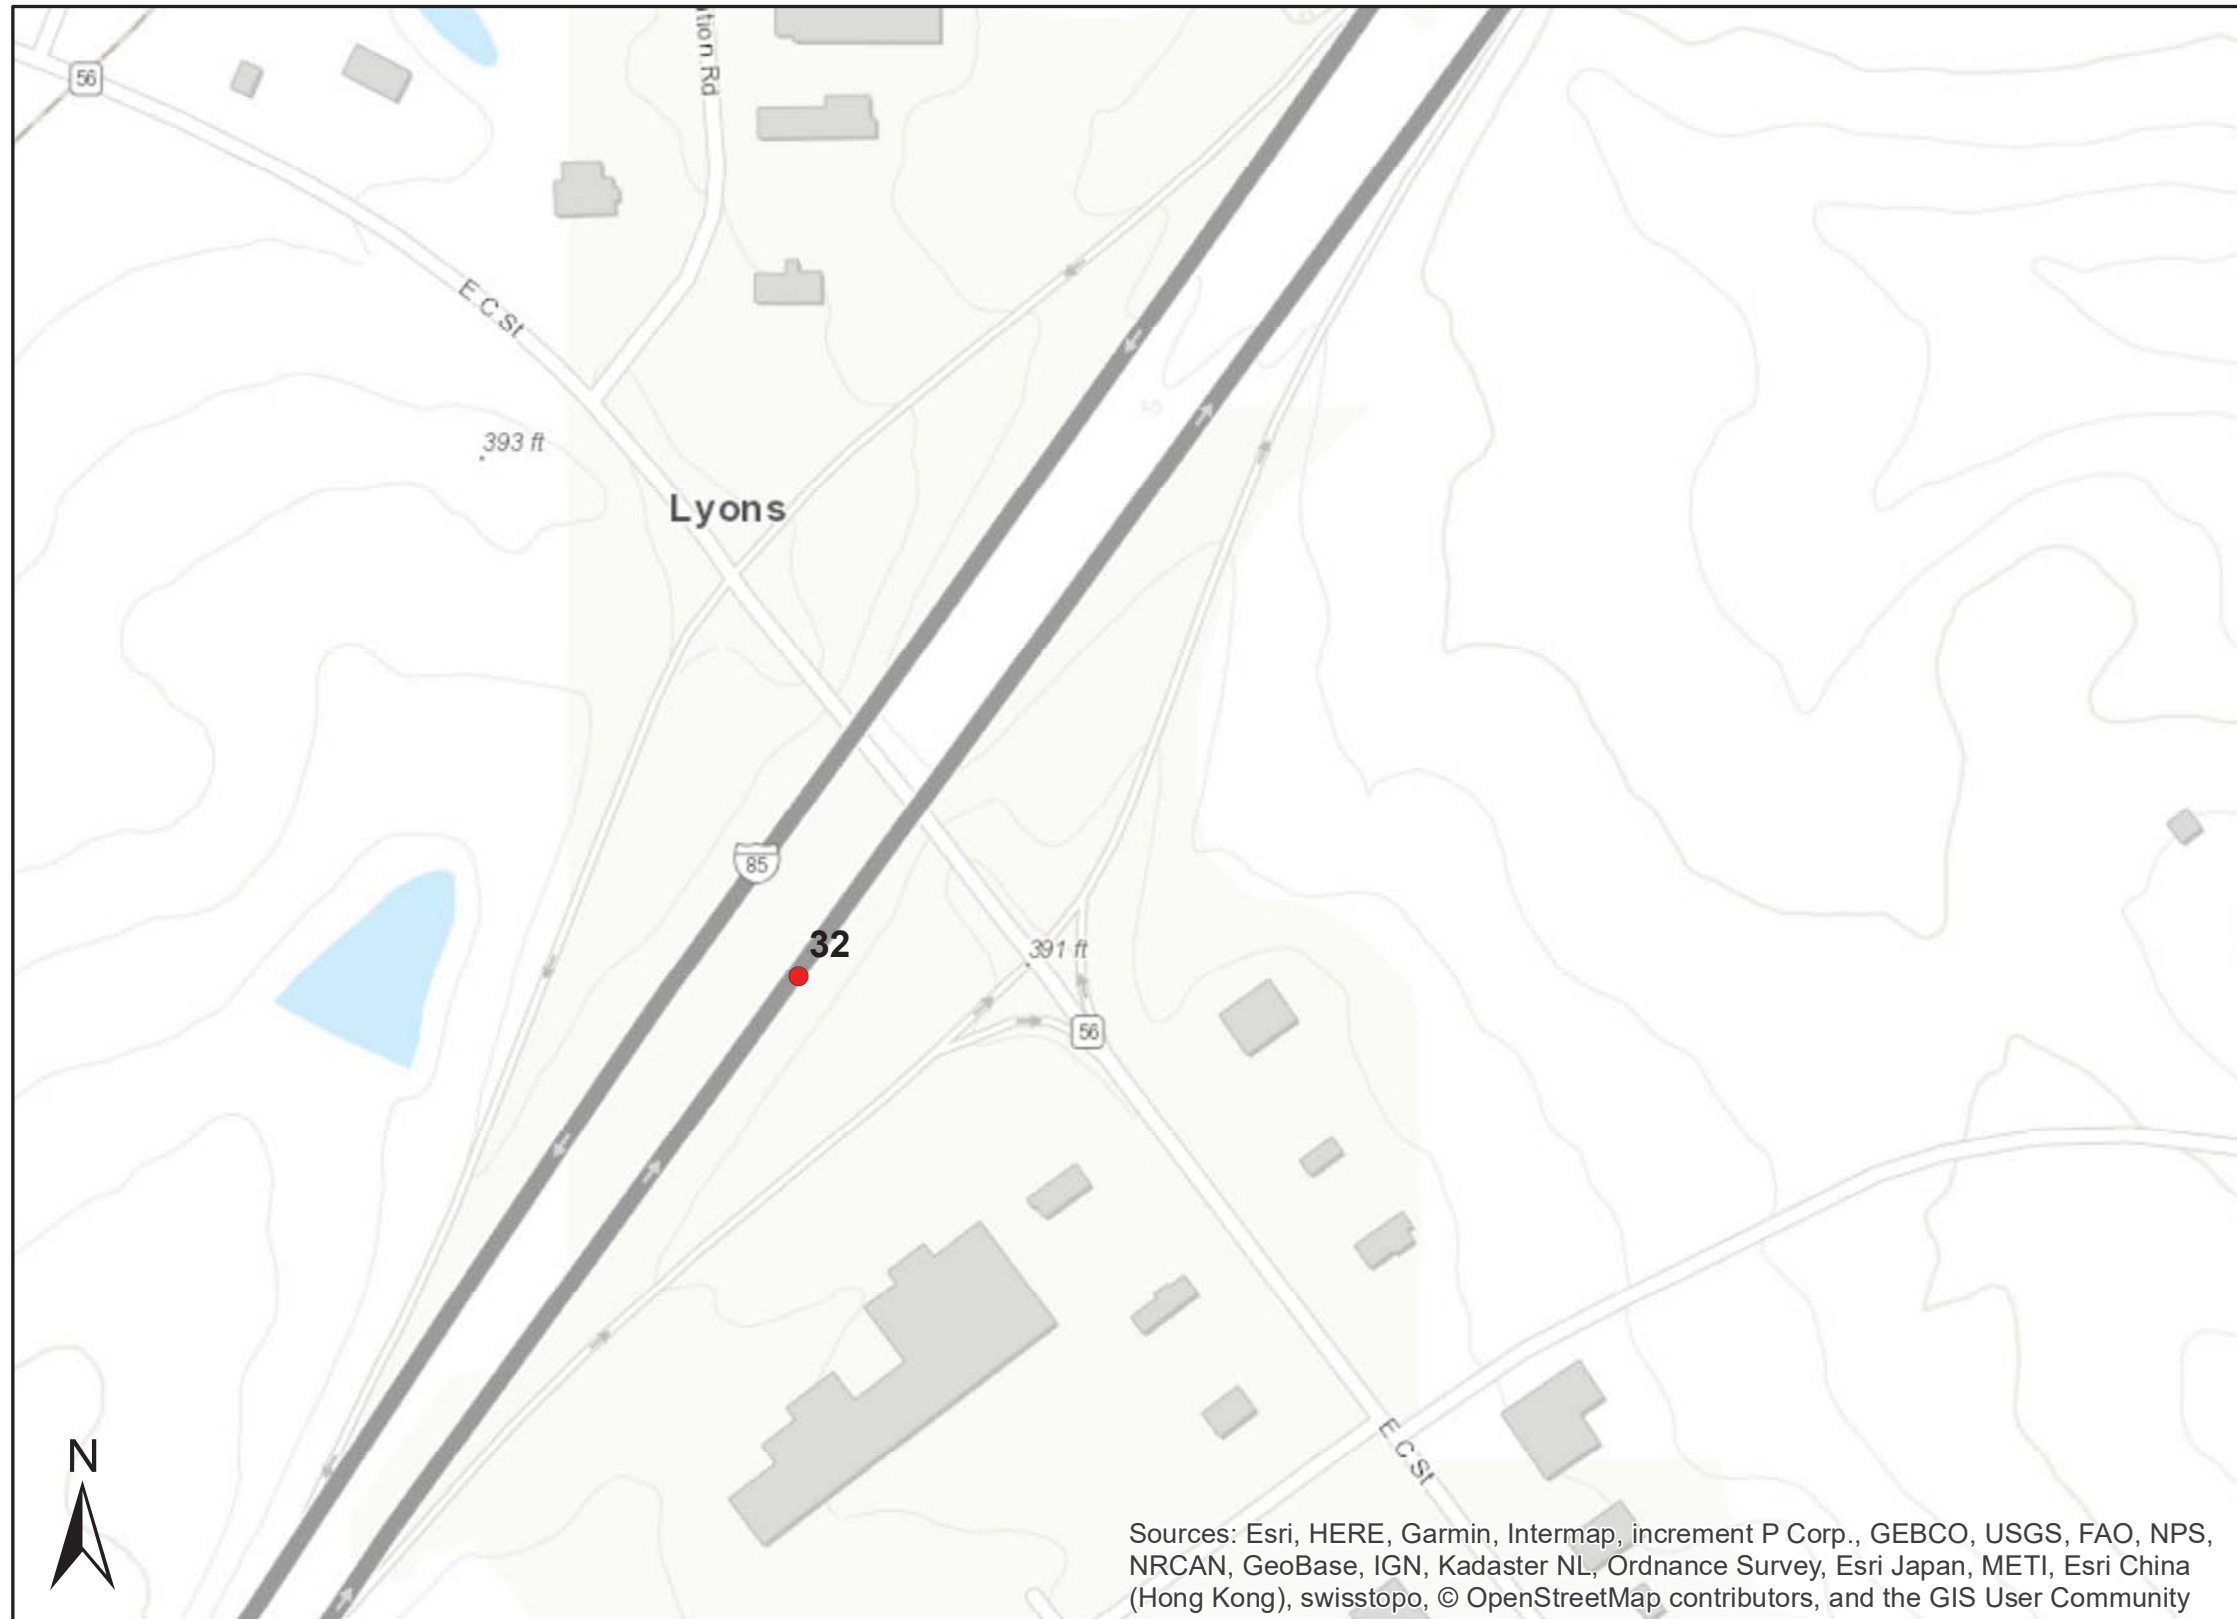 56
E C St
393 ft
Lyons
85
32
391 ft
56
E C St
N
Sources: Esri, HERE, Garmin, Intermap, increment P Corp., GEBCO, USGS, FAO, NPS,
NRCAN, GeoBase, IGN, Kadaster NL, Ordnance Survey, Esri Japan, METI, Esri China
(Hong Kong), swisstopo, © OpenStreetMap contributors, and the GIS User Community